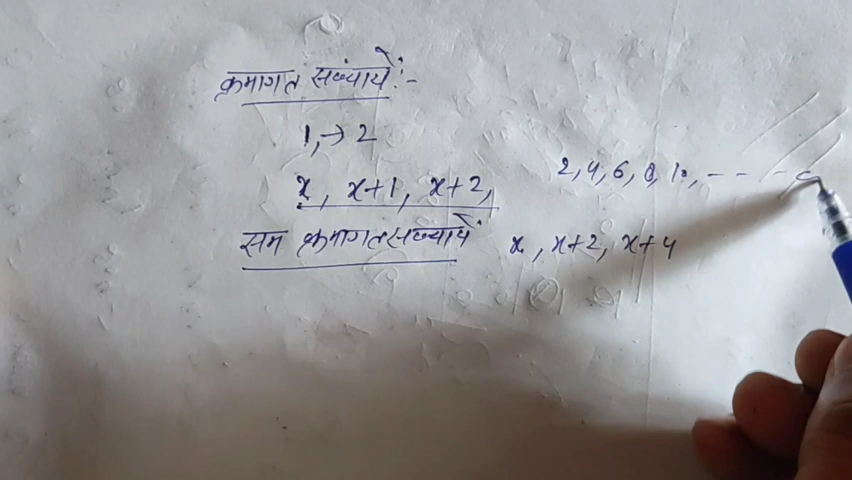 क्रमागत संख्यायें:-
1, → 2
x, x+1, x+2,
2, 4, 6, 8, 10, - - - -
सम क्रमागत संख्यायें
x, x+2, x+4